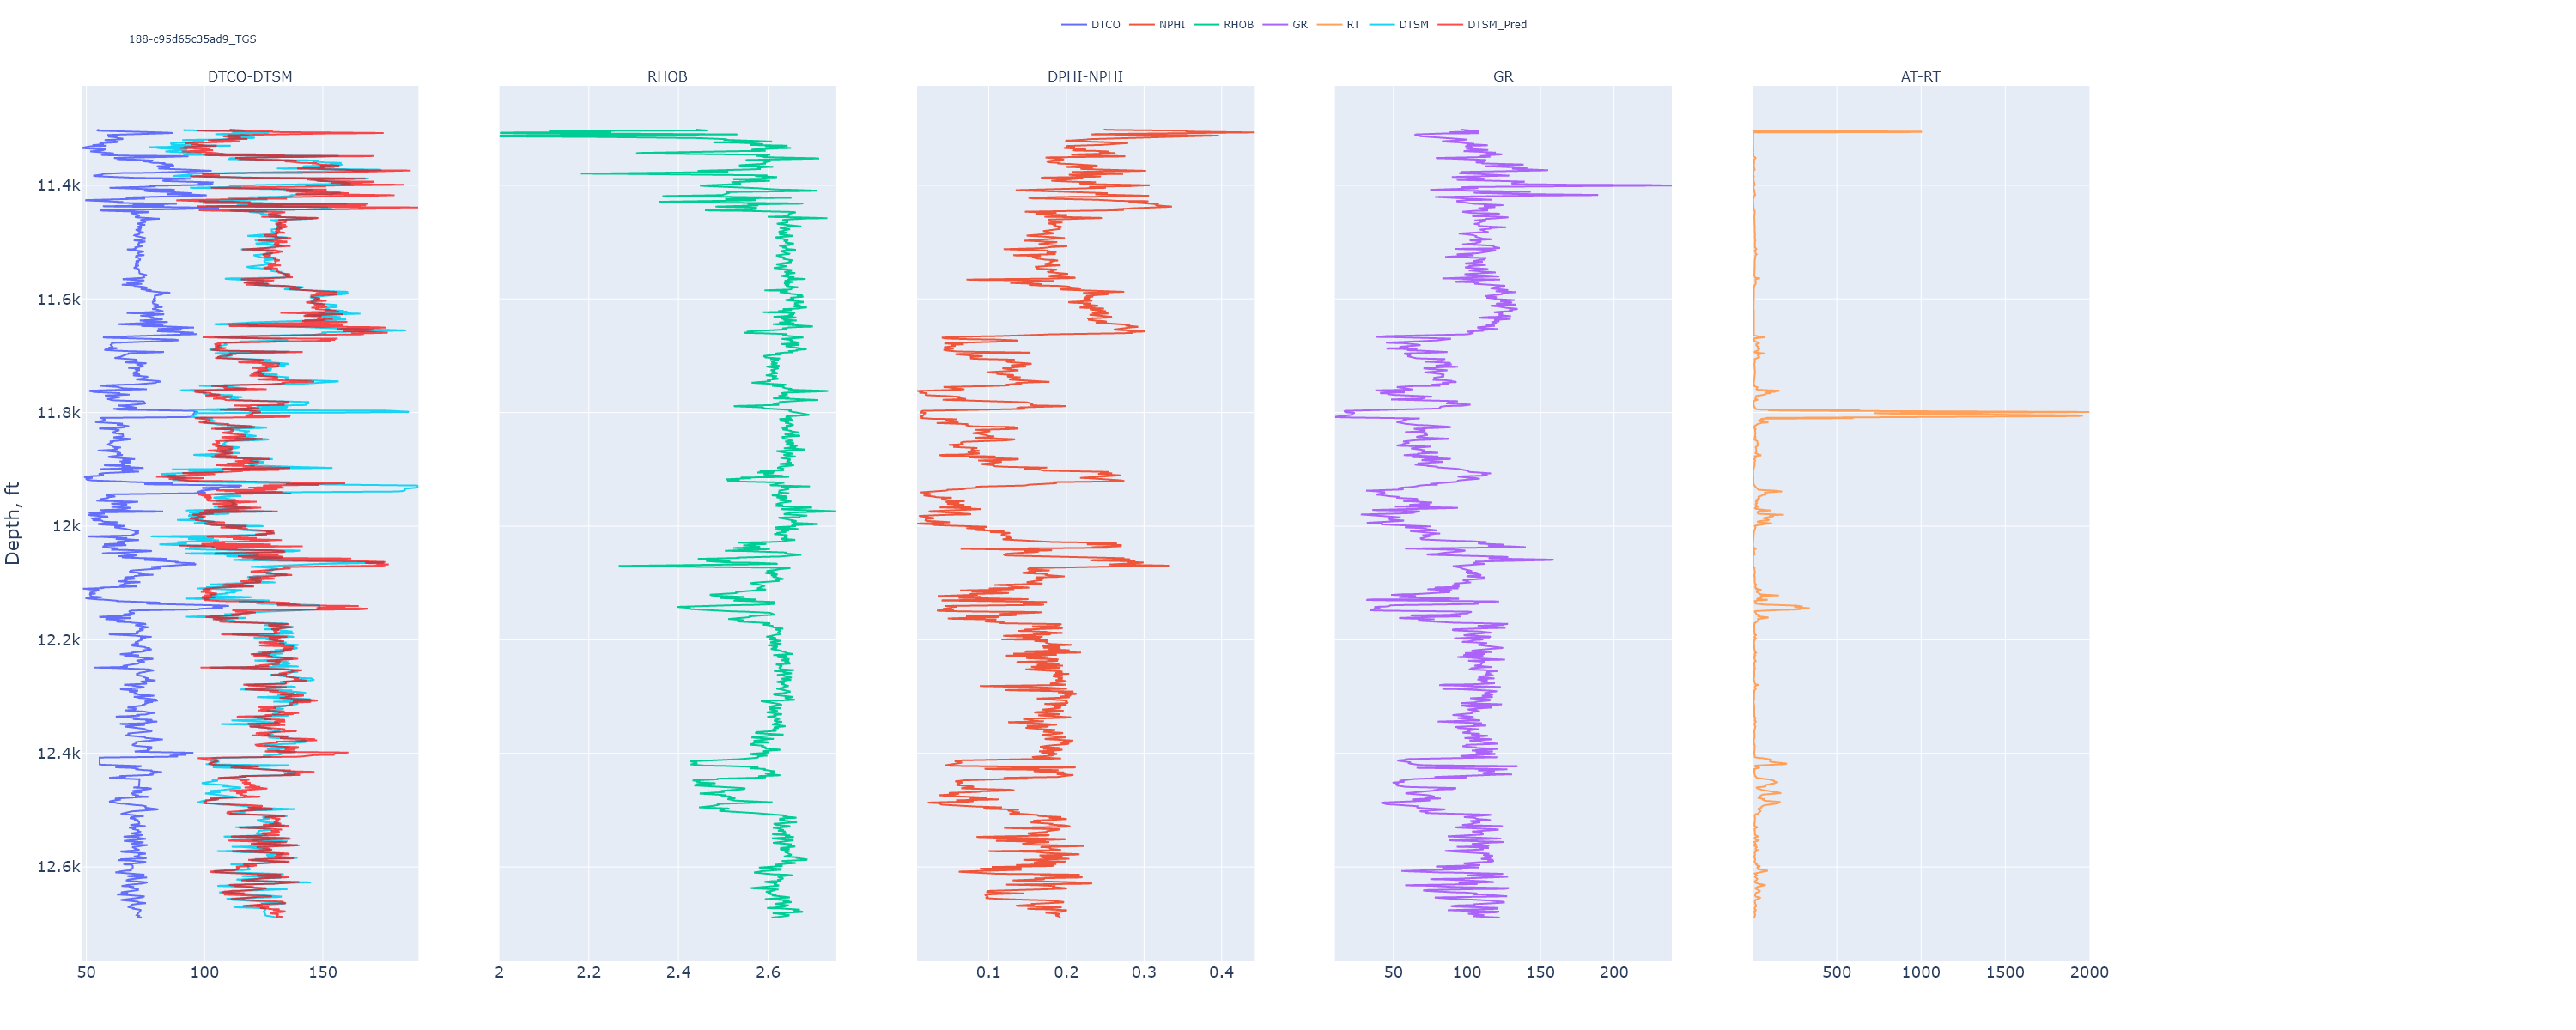 DTCO NPHI RHOB GR RT DTSM DTSM_Pred
188-c95d65c35ad9_TGS
DTCO-DTSM RHOB DPHI-NPHI GR AT-RT
Depth, ft
11.4k
11.6k
11.8k
12k
12.2k
12.4k
12.6k
50 100 150 2 2.2 2.4 2.6 0.1 0.2 0.3 0.4 50 100 150 200 500 1000 1500 2000